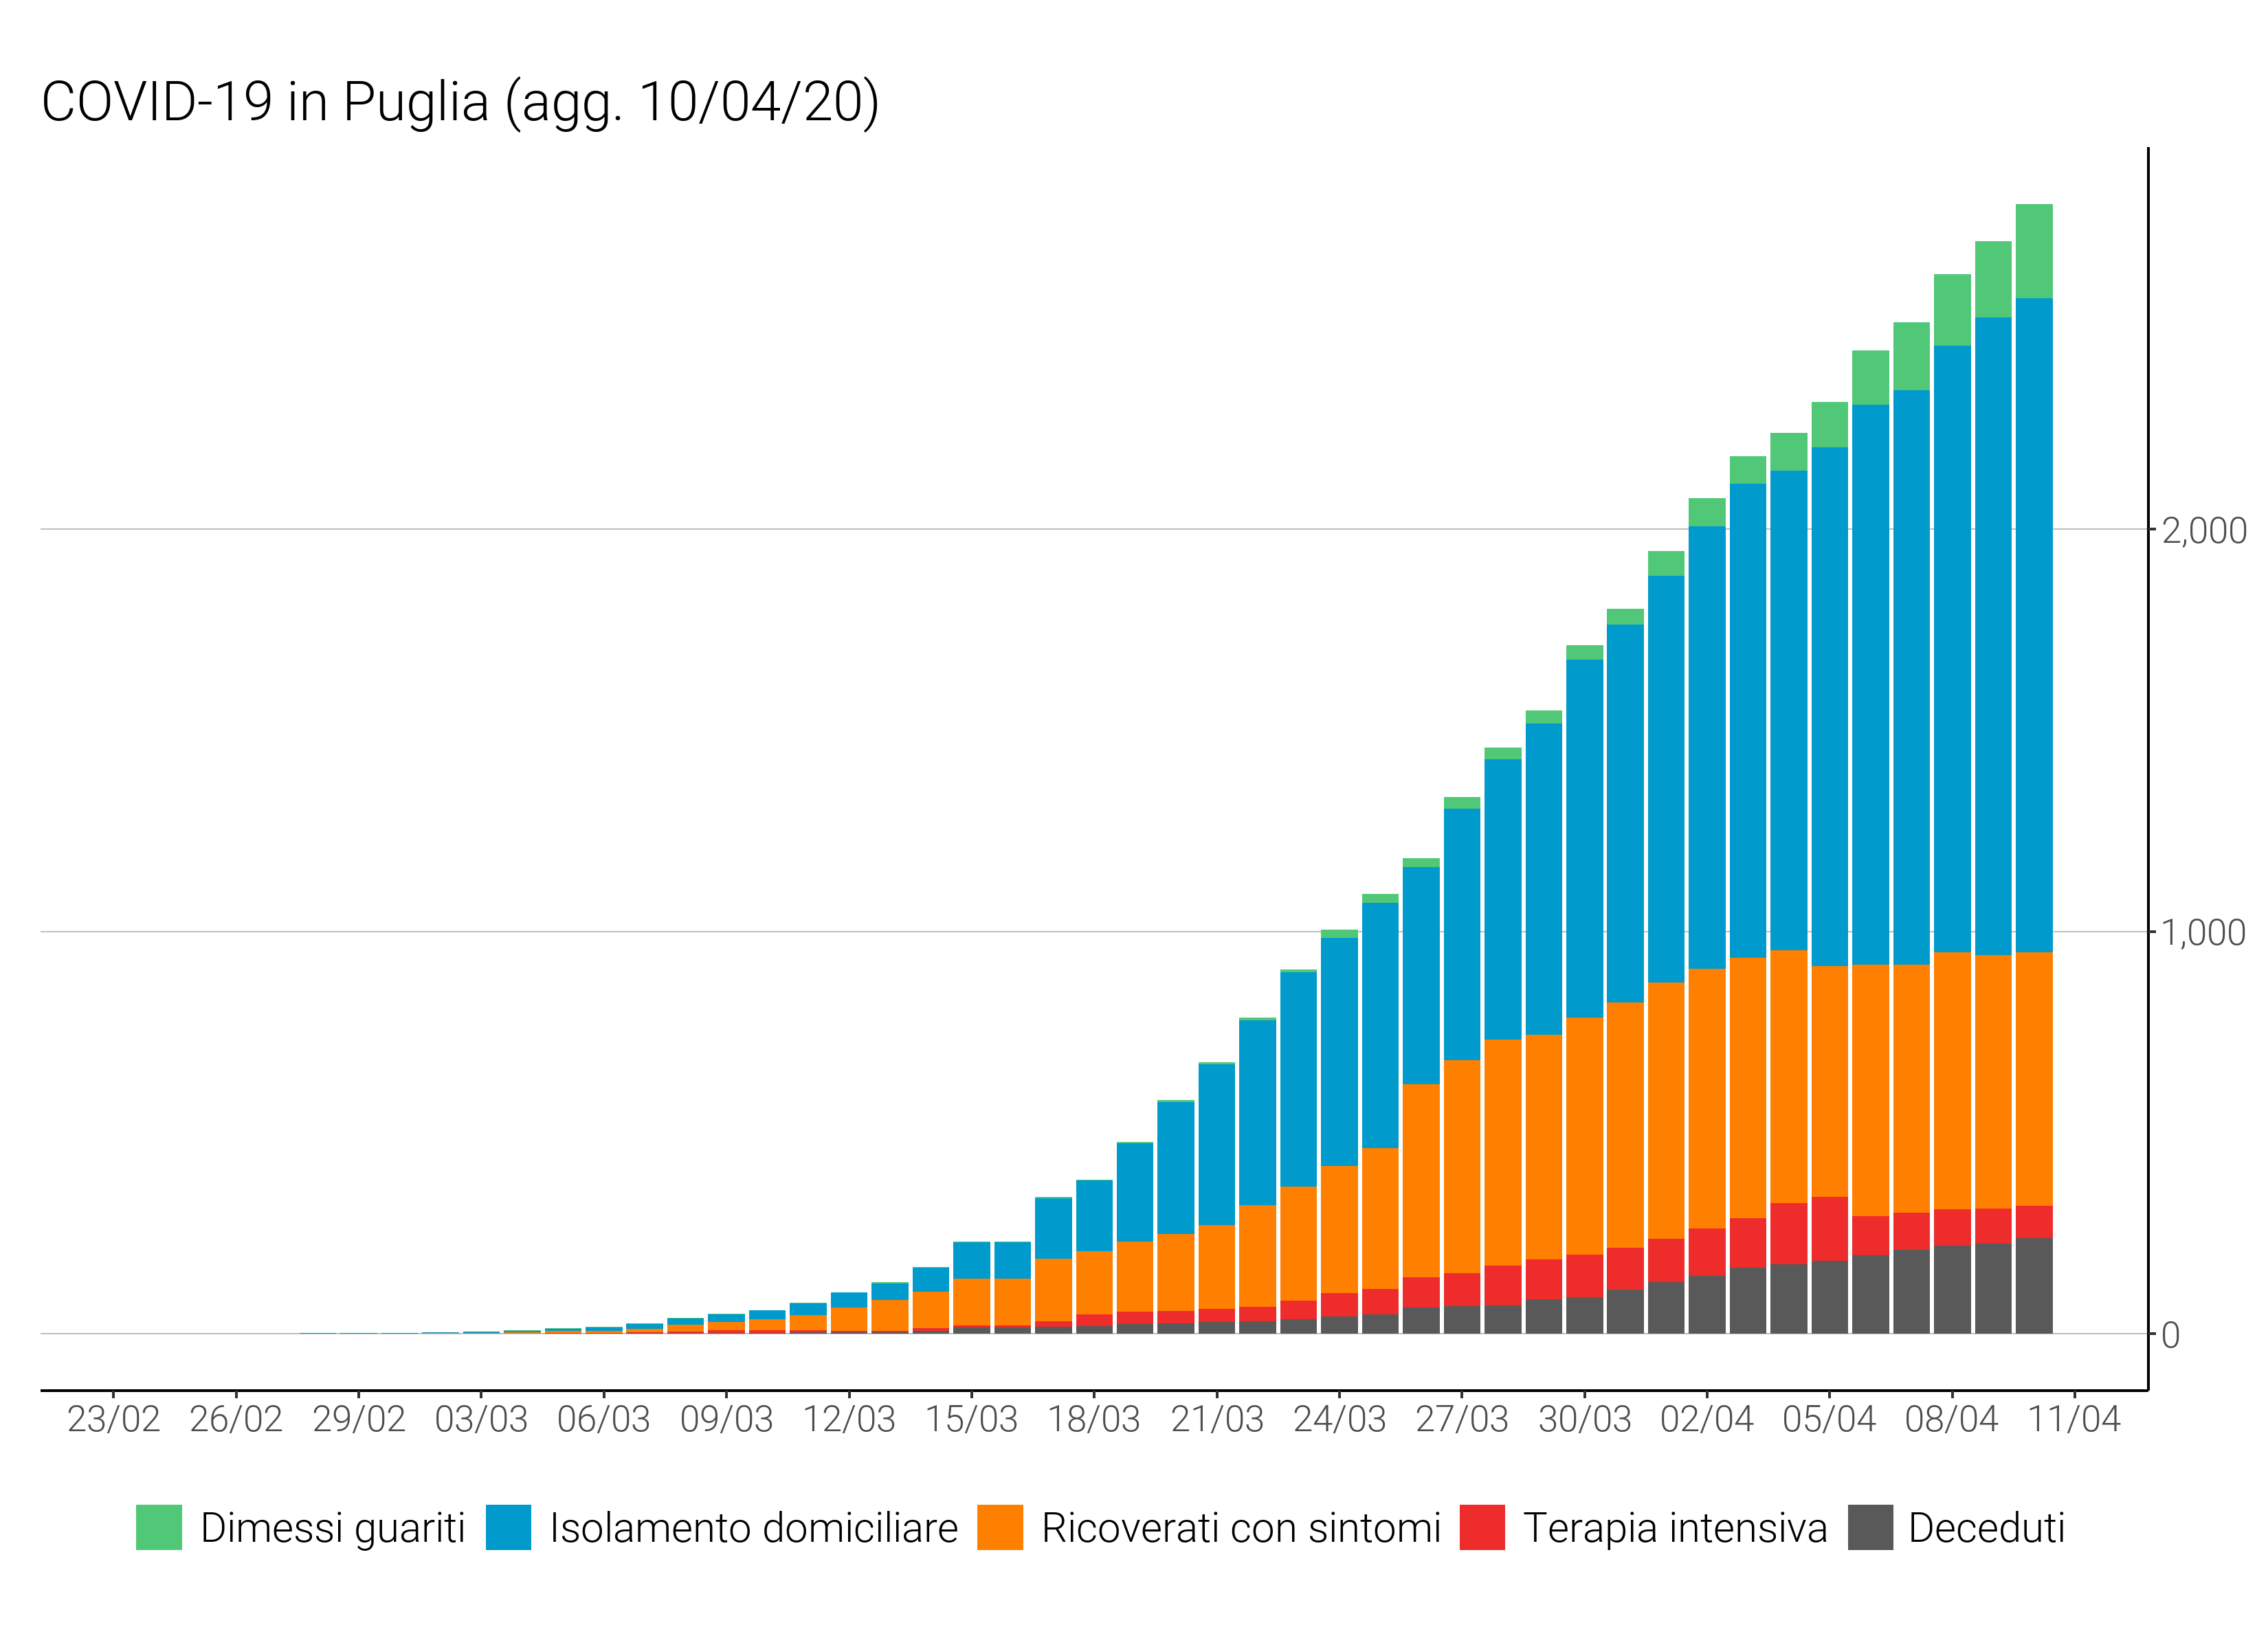 COVID-19 in Puglia (agg. 10/04/20)
2,000
1,000
0
23/02 26/02 29/02 03/03 06/03 09/03 12/03 15/03 18/03 21/03 24/03 27/03 30/03 02/04 05/04 08/04 11/04
Dimessi guariti Isolamento domiciliare Ricoverati con sintomi Terapia intensiva Deceduti